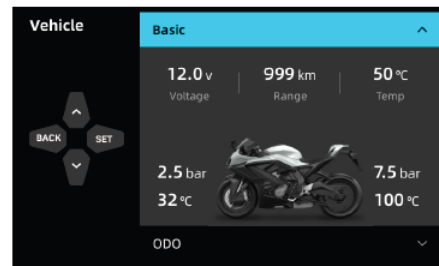 Vehicle
Basic
12.0 v 999 km 50 °C
Voltage Range Temp
BACK SET
2.5 bar 7.5 bar
32 °C 100 °C
ODO